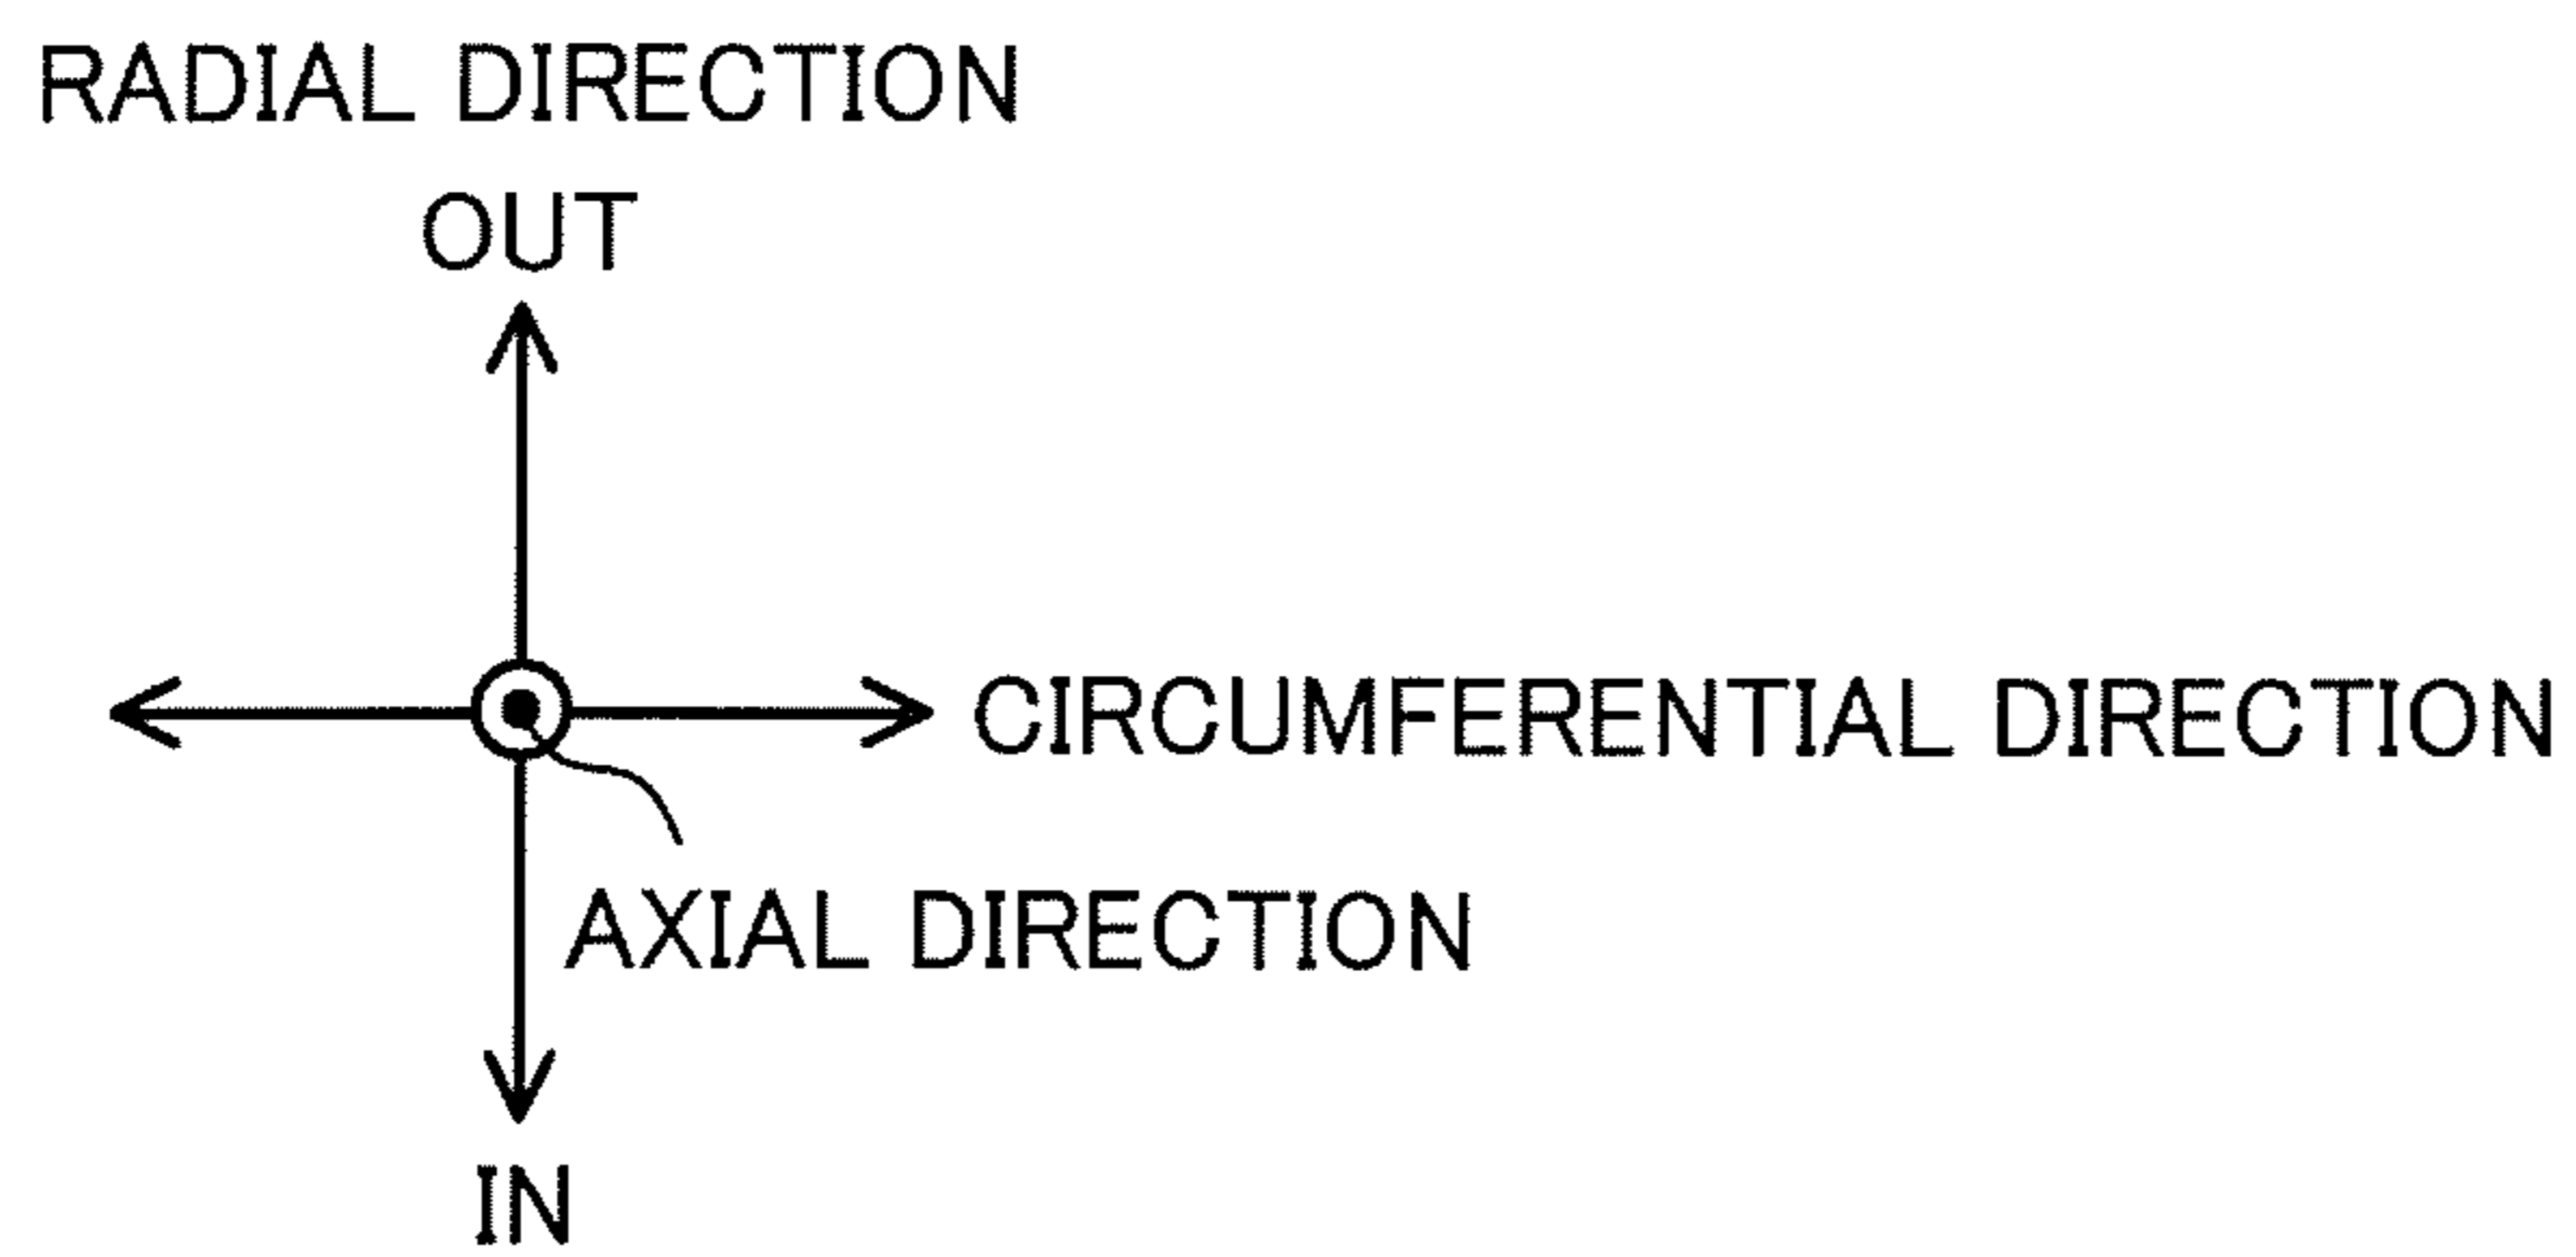 RADIAL DIRECTION
OUT
CIRCUMFERENTIAL DIRECTION
AXIAL DIRECTION
IN